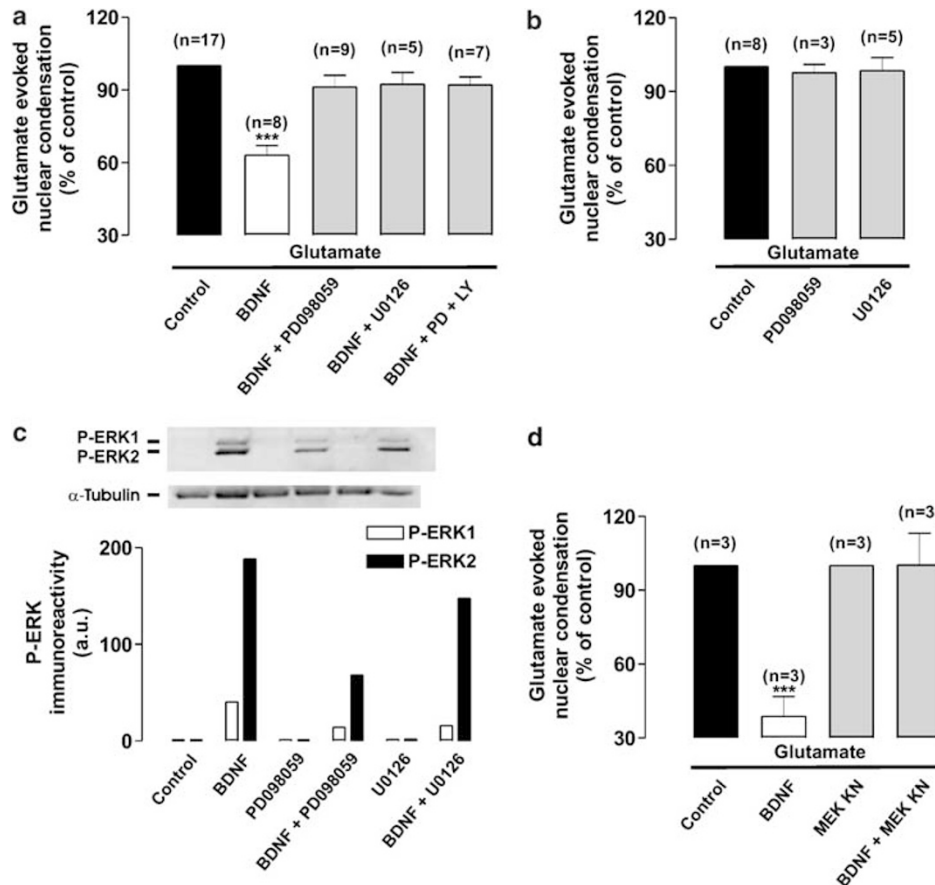 a
Glutamate evoked
nuclear condensation
(% of control)
120
90
60
30
(n=17)
(n=8)
***
(n=9)
(n=5)
(n=7)
Glutamate
Control
BDNF
BDNF + PD098059
BDNF + U0126
BDNF + PD + LY
b
Glutamate evoked
nuclear condensation
(% of control)
120
90
60
30
(n=8)
(n=3)
(n=5)
Glutamate
Control
PD098059
U0126
c
P-ERK1
P-ERK2
α-Tubulin
P-ERK1
P-ERK2
P-ERK
immunoreactivity
(a.u.)
200
100
0
Control
BDNF
PD098059
BDNF + PD098059
U0126
BDNF + U0126
d
Glutamate evoked
nuclear condensation
(% of control)
120
90
60
30
(n=3)
(n=3)
***
(n=3)
(n=3
Glutamate
Control
BDNF
MEK KN
BDNF + MEK KN